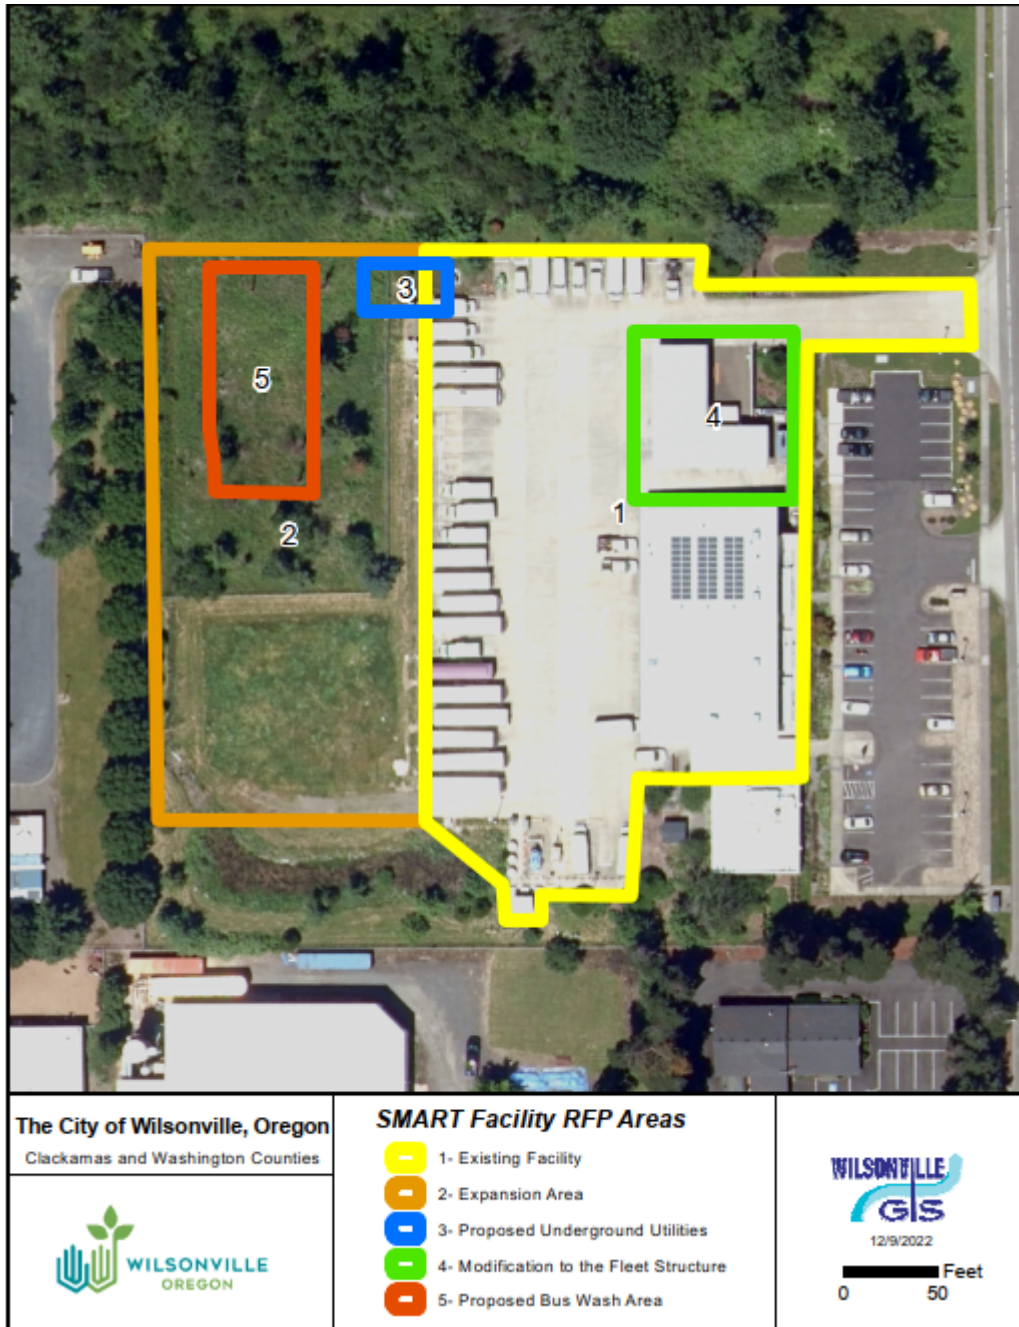 3
5
4
1
2
The City of Wilsonville, Oregon
Clackamas and Washington Counties
WILSONVILLE
OREGON
SMART Facility RFP Areas
1- Existing Facility
2- Expansion Area
3- Proposed Underground Utilities
4- Modification to the Fleet Structure
5- Proposed Bus Wash Area
WILSONVILLE
GIS
12/9/2022
Feet
0 50